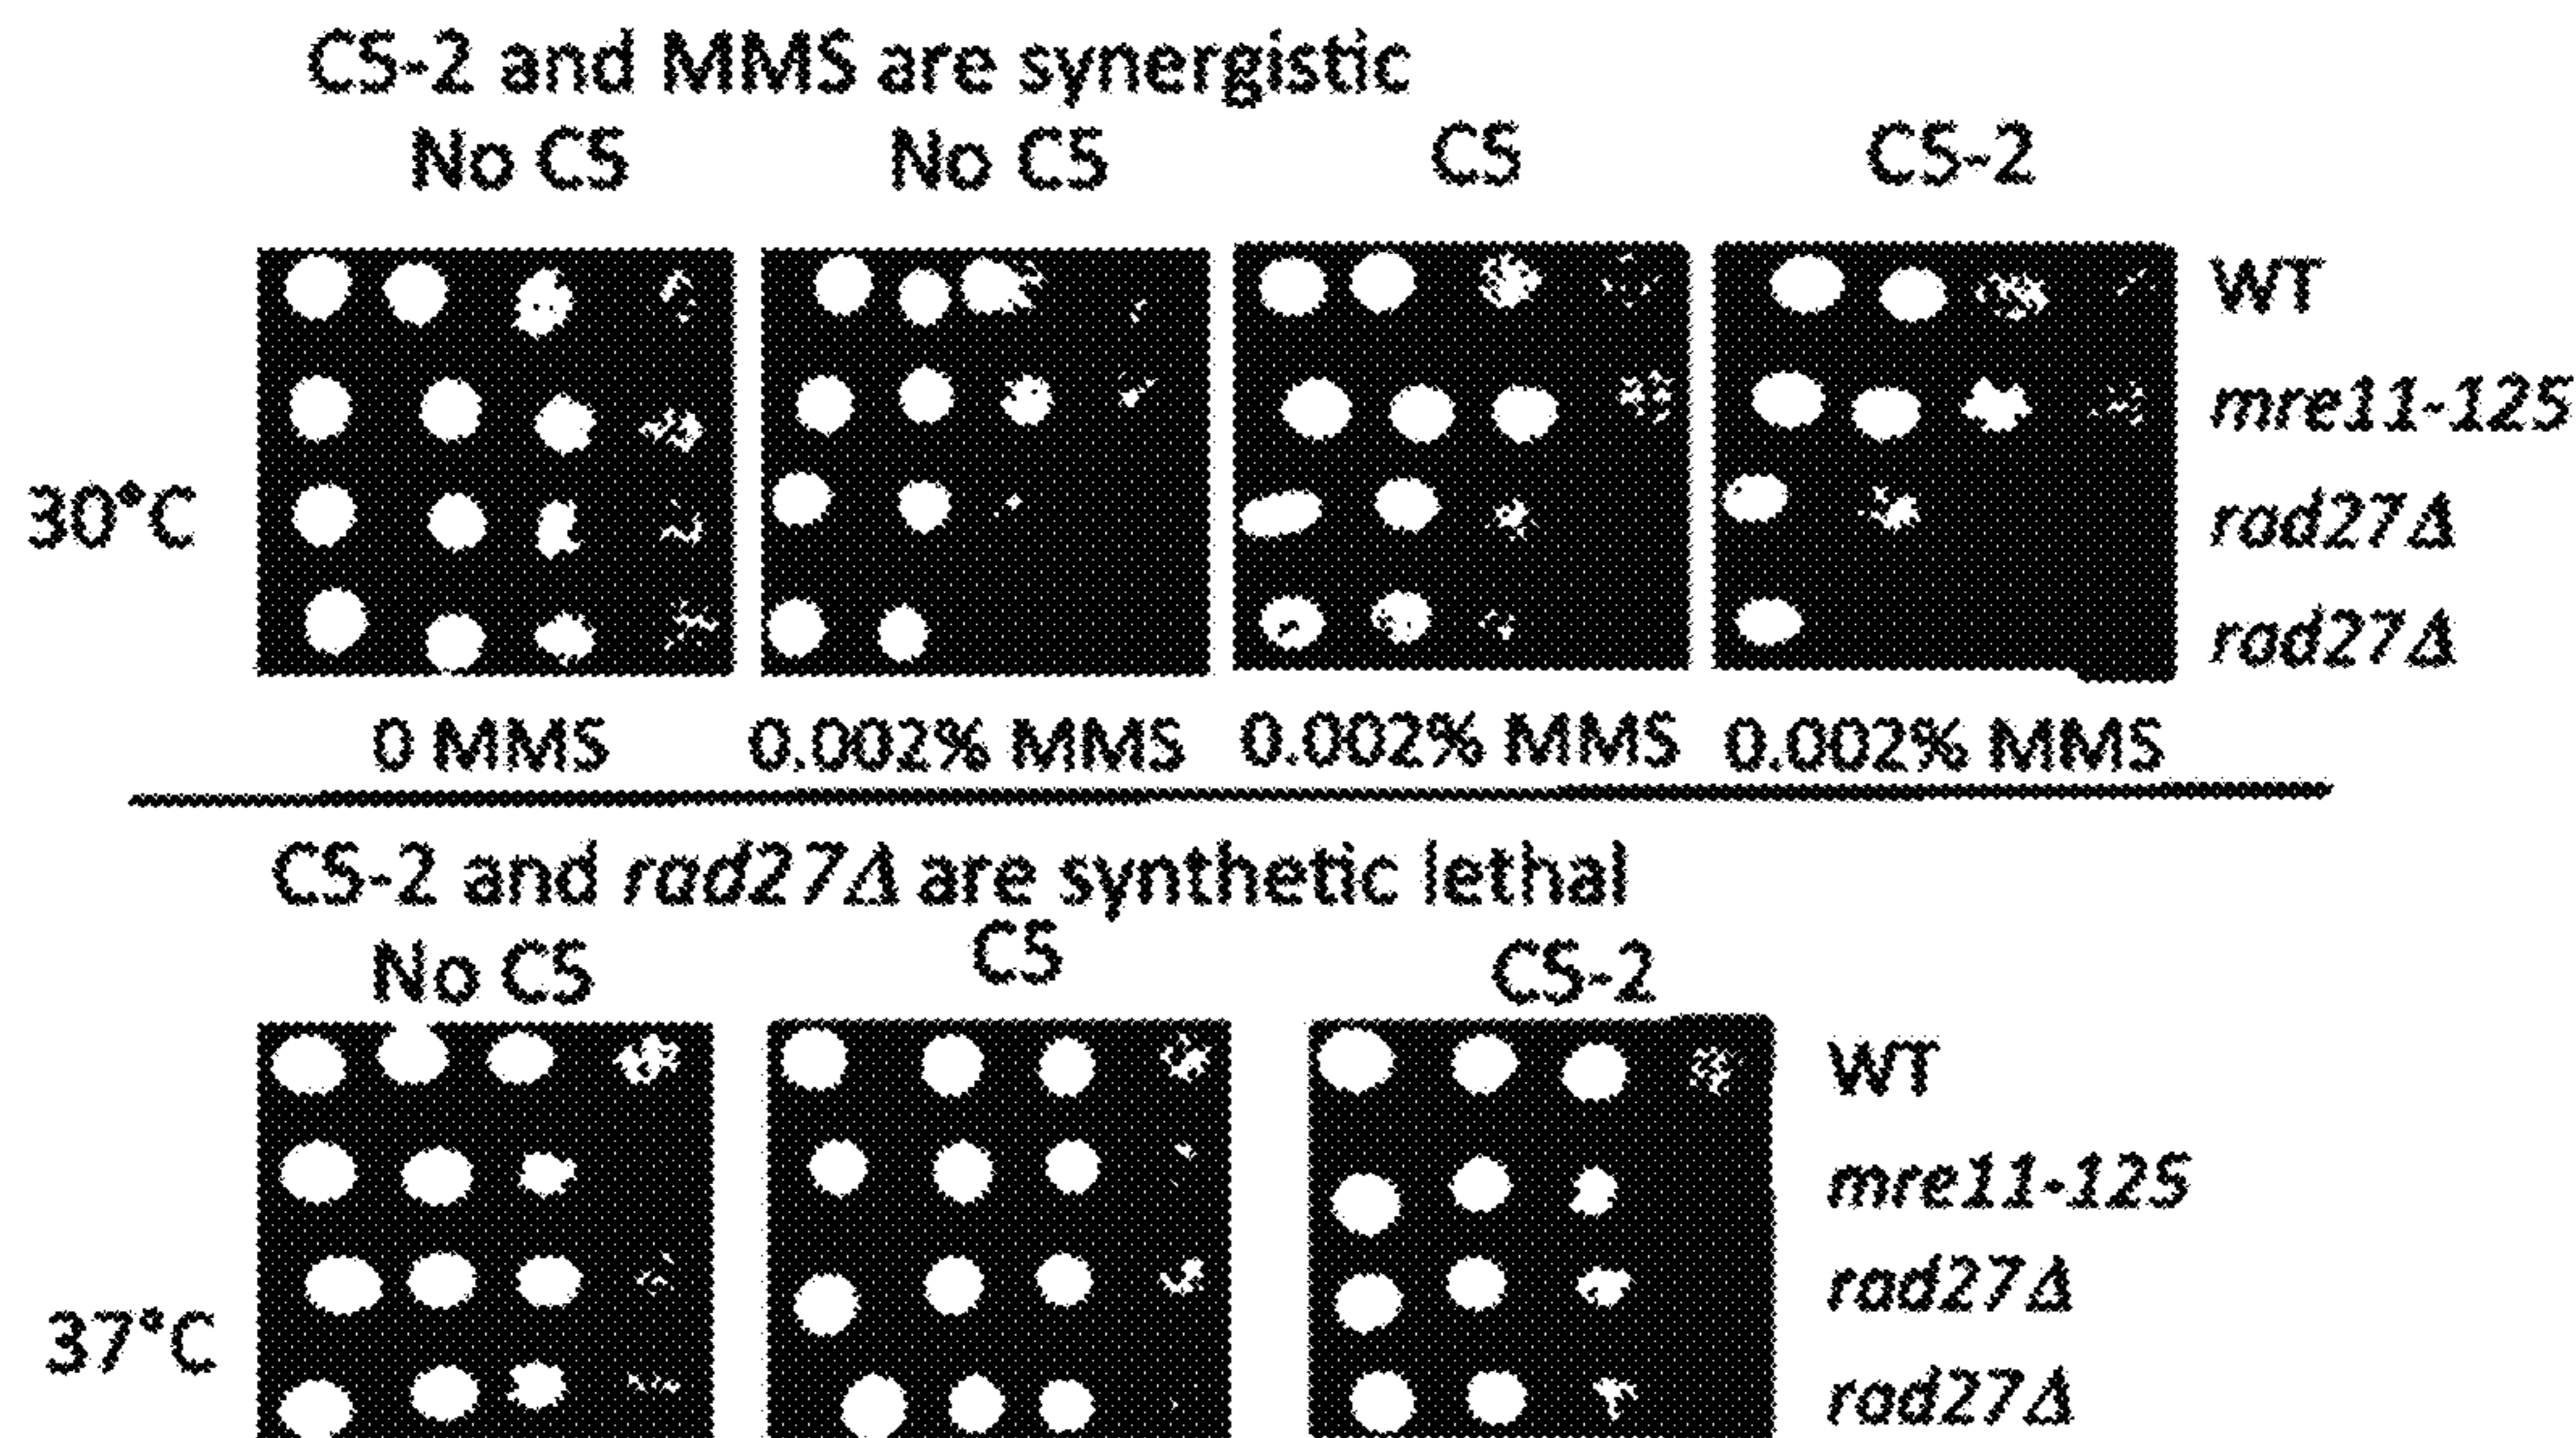 CS-2 and MMS are synergistic
No CS No CS CS CS-2
WT
mre11-12S
30°C
rad27Δ
rad27Δ
0 MMS 0.002% MMS 0.002% MMS 0.002% MMS
CS-2 and rad27Δ are synthetic lethal
No CS CS CS-2
WT
mre11-12S
rad27Δ
37°C
rad27Δ